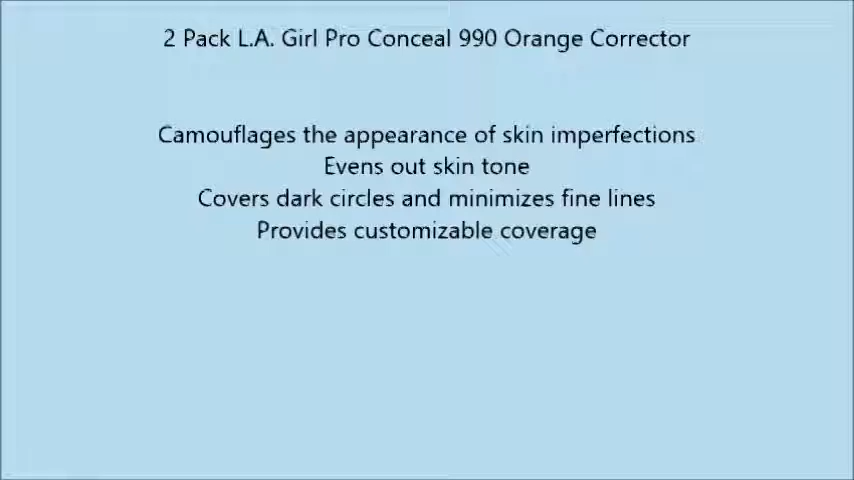 2 Pack L.A. Girl Pro Conceal 990 Orange Corrector
Camouflages the appearance of skin imperfections
Evens out skin tone
Covers dark circles and minimizes fine lines
Provides customizable coverage